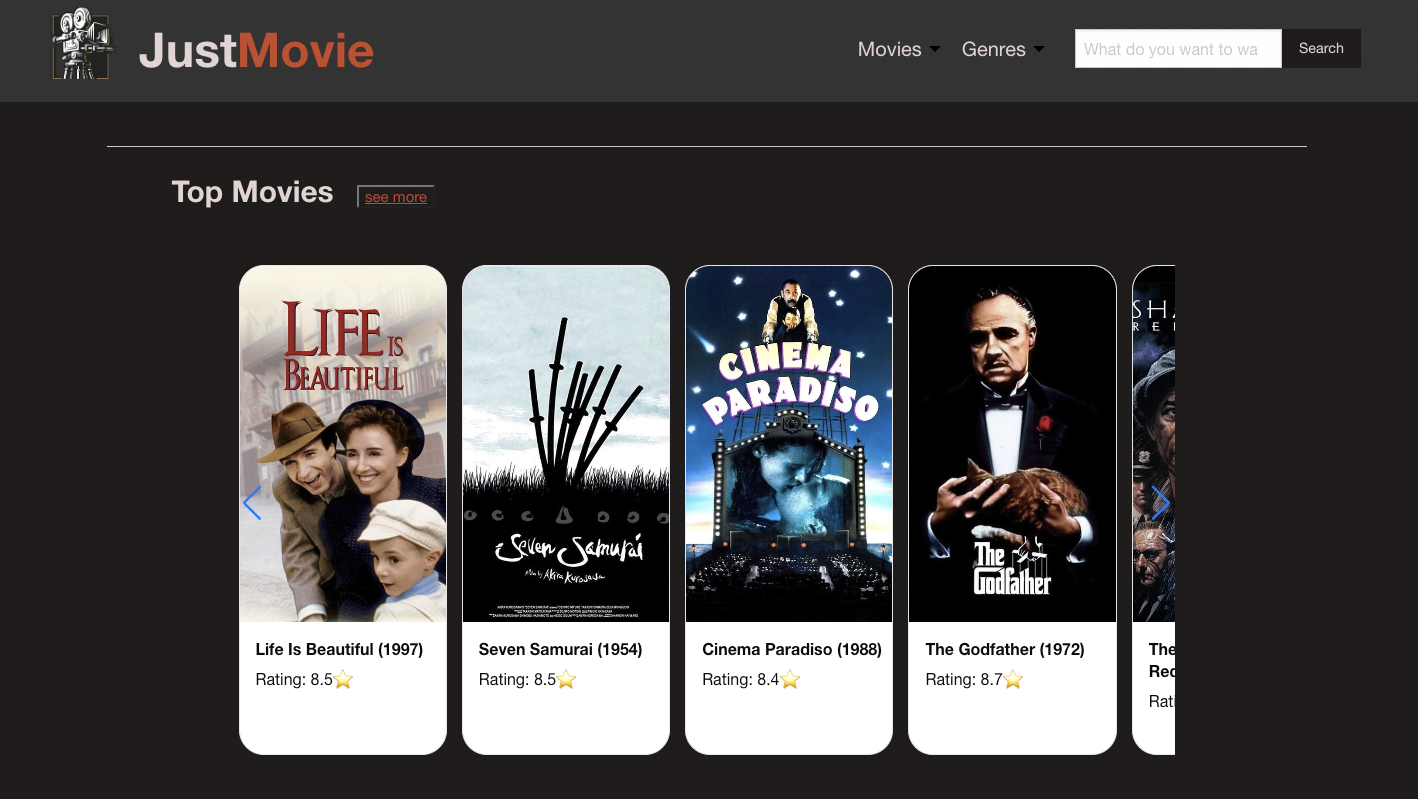 JustMovie
Movies
Genres
What do you want to wa
Search
Top Movies
see more
LIFE IS
BEAUTIFUL
Seven Samurai
Film by Akira Kurosawa
CINEMA
PARADISO
The
Godfather
SHA
RE
Life Is Beautiful (1997)
Rating: 8.5⭐
Seven Samurai (1954)
Rating: 8.5⭐
Cinema Paradiso (1988)
Rating: 8.4⭐
The Godfather (1972)
Rating: 8.7⭐
The
Rec
Rati